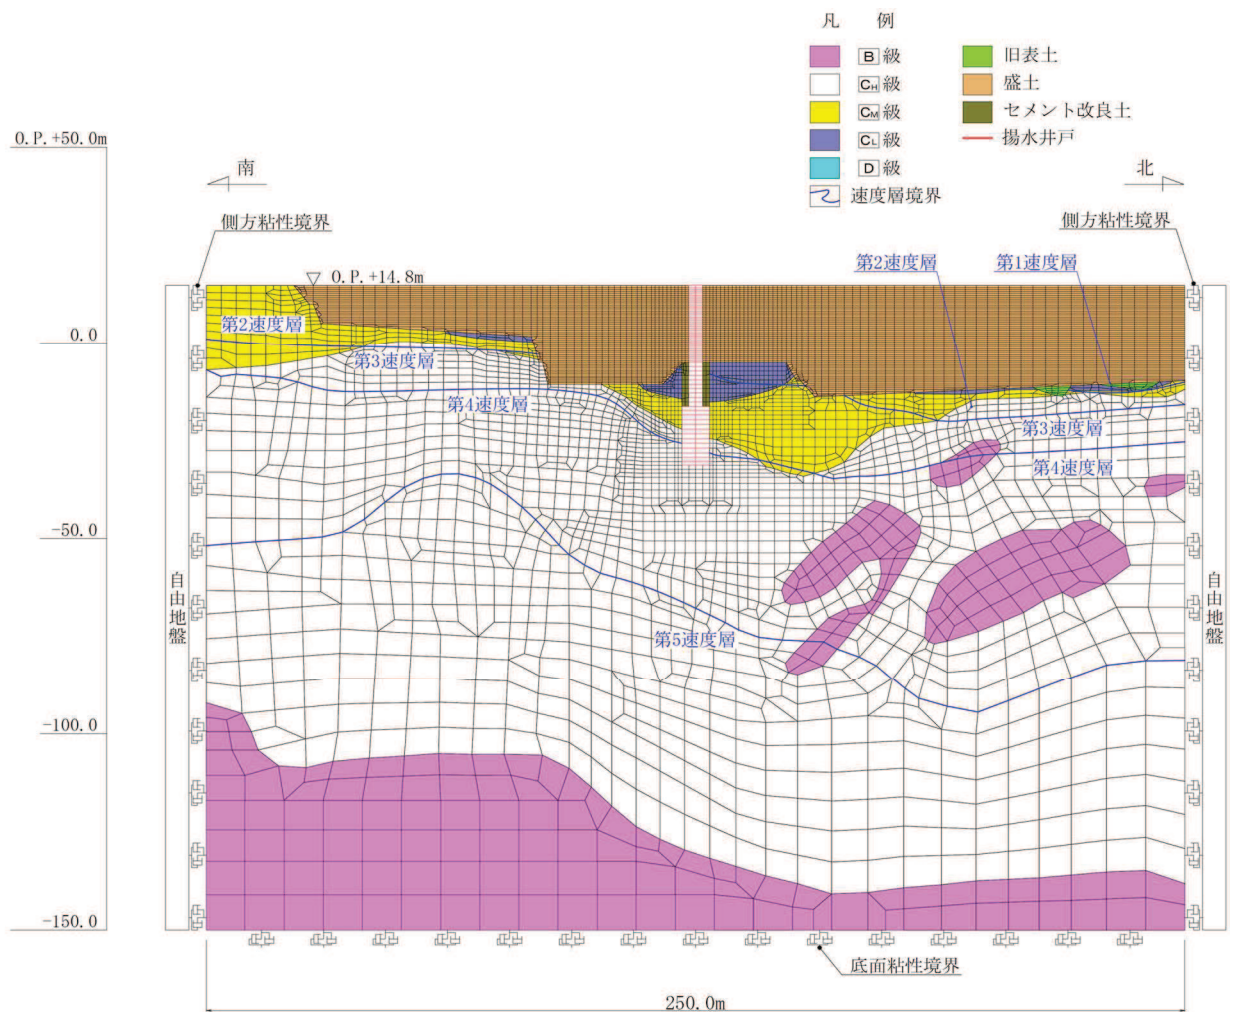 凡 例
B級
CH級
CM級
CL級
D級
速度層境界
旧表土
盛土
セメント改良土
揚水井戸
O.P.+50.0m
南
北
側方粘性境界
側方粘性境界
O.P.+14.8m
第2速度層
第1速度層
0.0
第2速度層
第3速度層
第4速度層
第3速度層
第4速度層
-50.0
自由地盤
自由地盤
第5速度層
-100.0
-150.0
底面粘性境界
250.0m